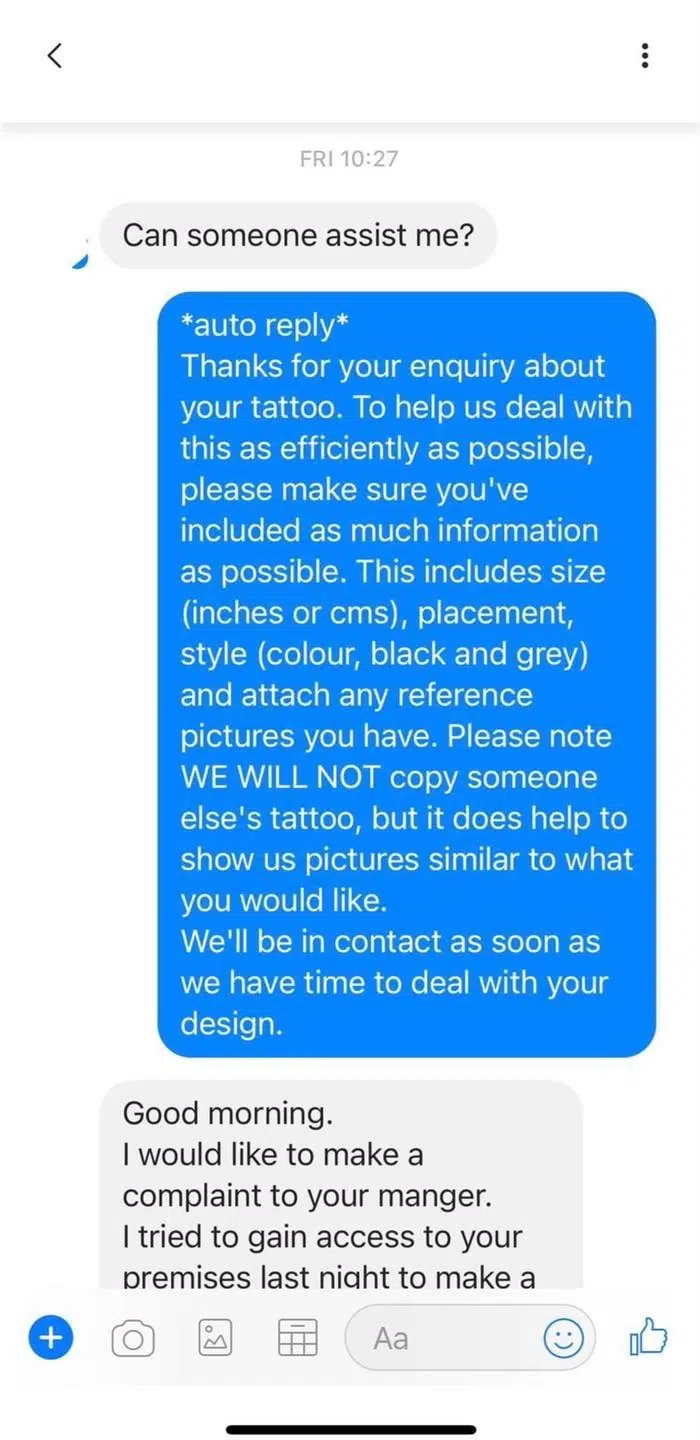 FRI 10:27
Can someone assist me?
*auto reply*
Thanks for your enquiry about
your tattoo. To help us deal with
this as efficiently as possible,
please make sure you've
included as much information
as possible. This includes size
(inches or cms), placement,
style (colour, black and grey)
and attach any reference
pictures you have. Please note
WE WILL NOT copy someone
else's tattoo, but it does help to
show us pictures similar to what
you would like.
We'll be in contact as soon as
we have time to deal with your
design.
Good morning.
I would like to make a
complaint to your manger.
I tried to gain access to your
premises last night to make a
Aa